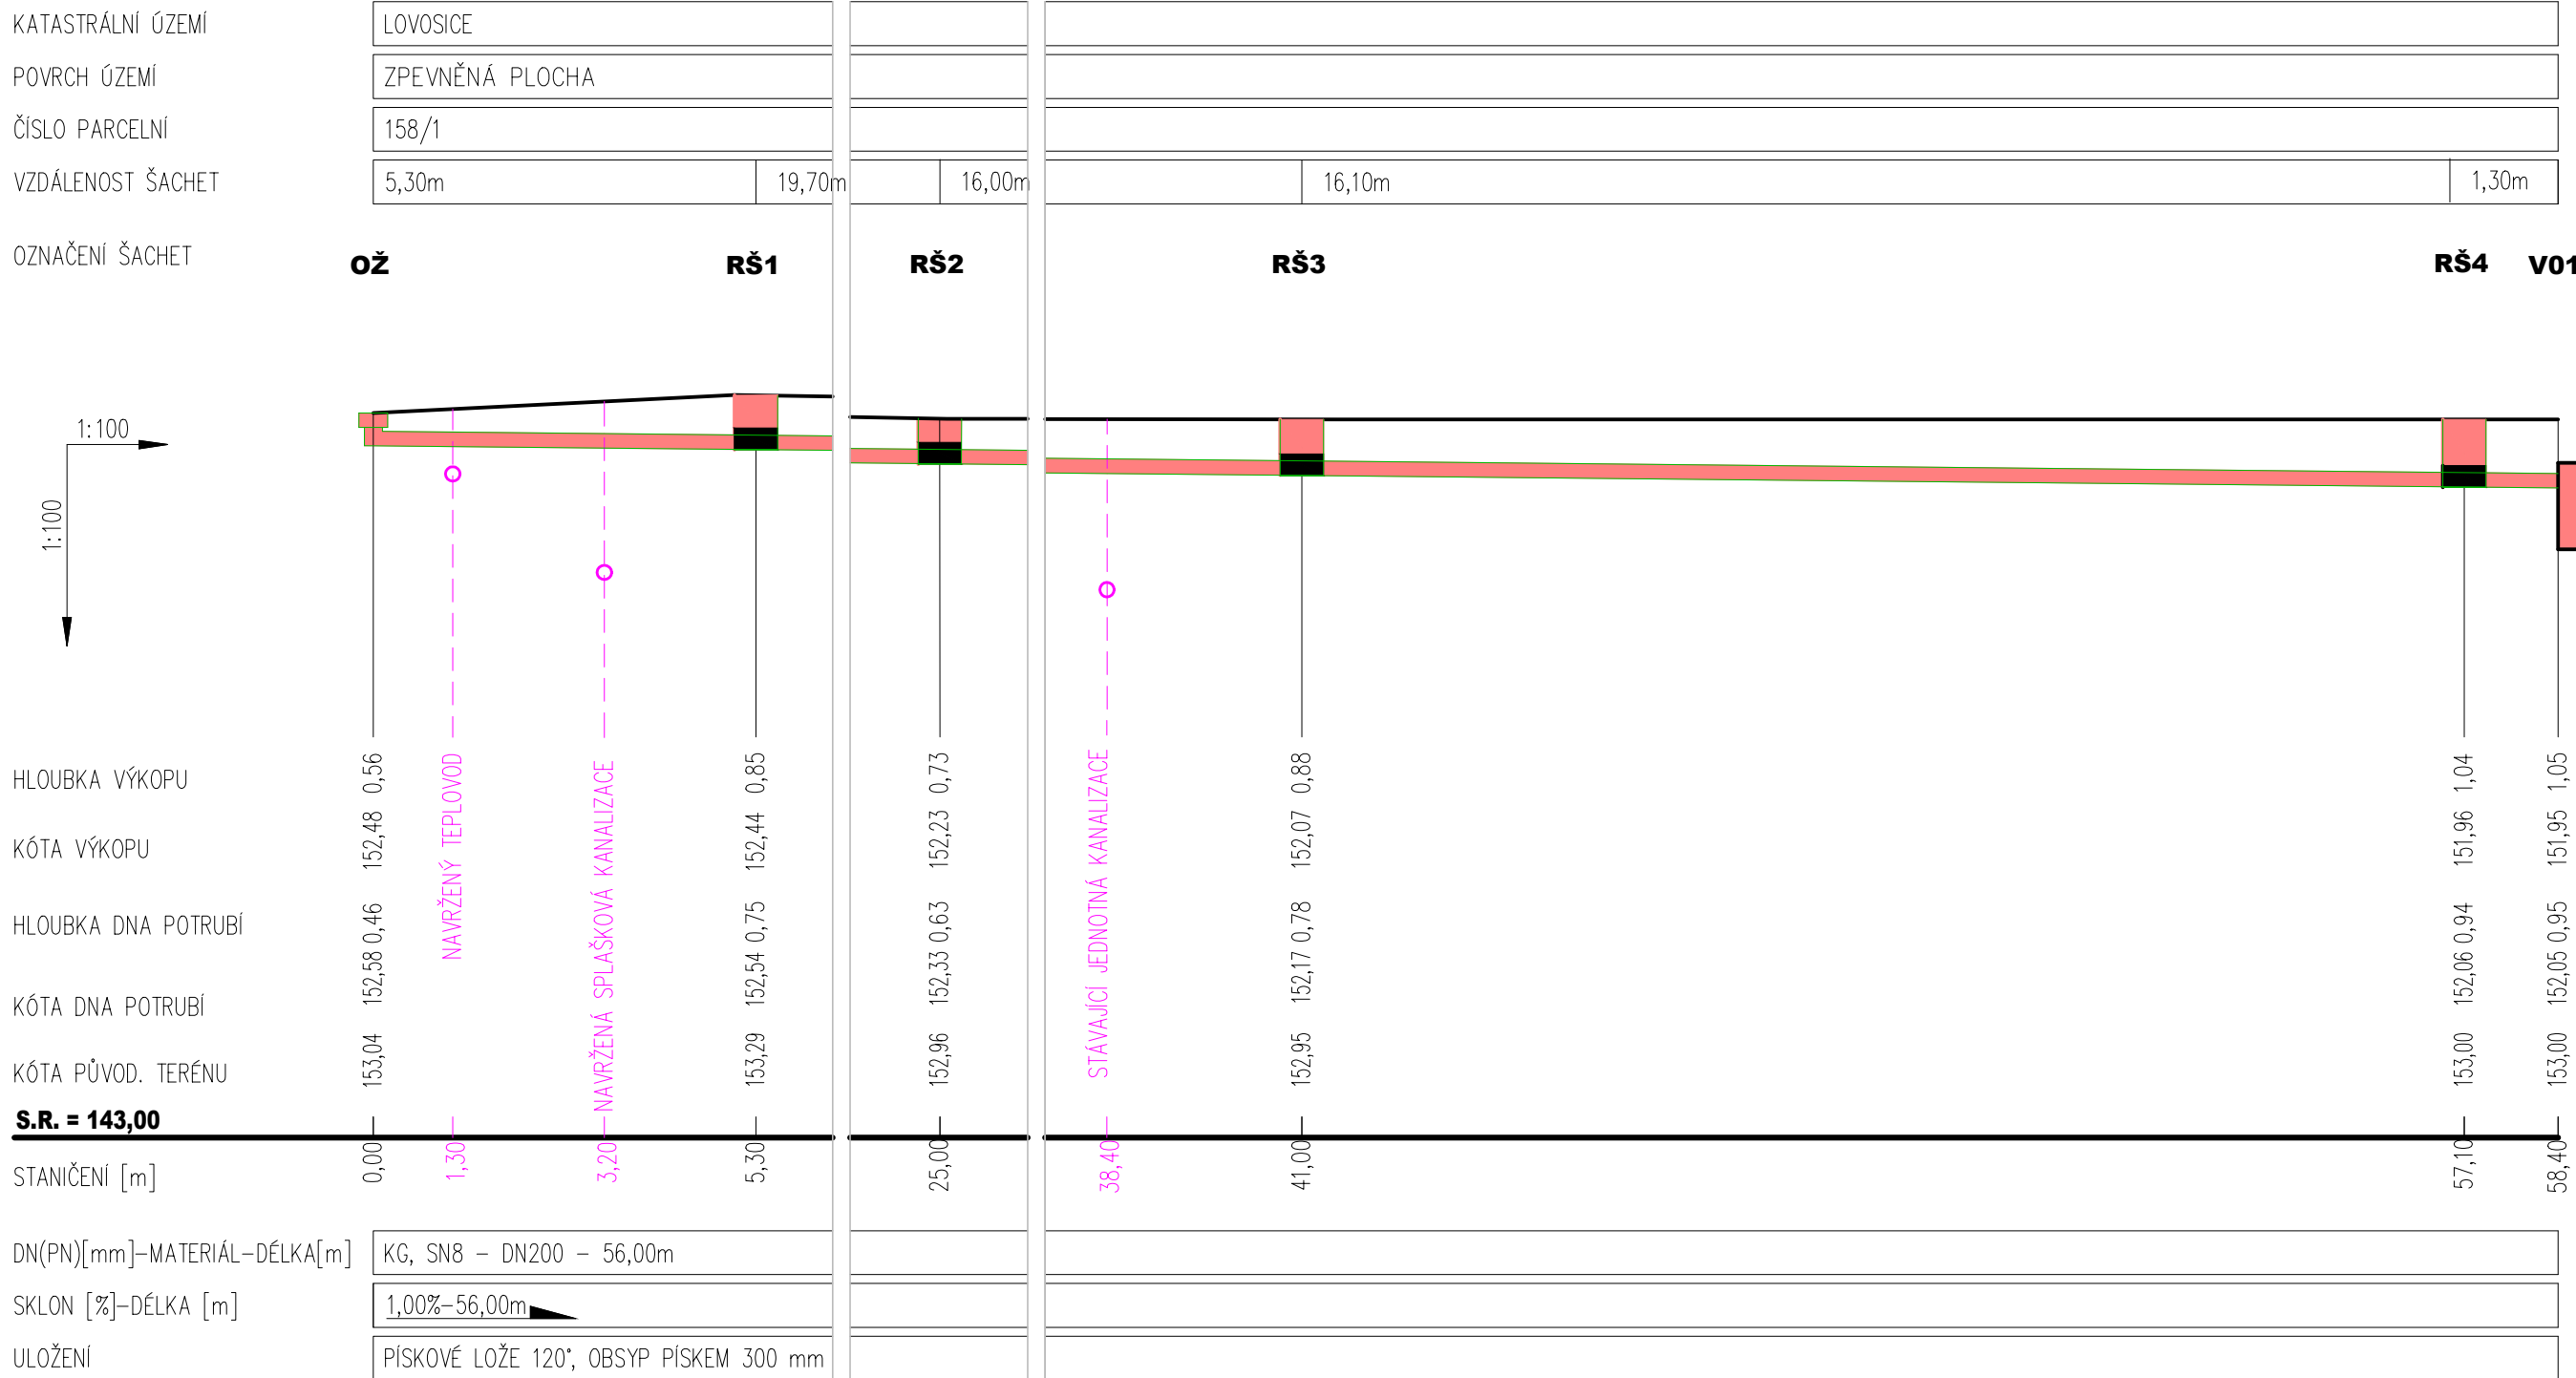 KATASTRÁLNÍ ÚZEMÍ LOVOSICE
POVRCH ÚZEMÍ ZPEVNĚNÁ PLOCHA
ČÍSLO PARCELNÍ 158/1
VZDÁLENOST ŠACHET 5,30m 19,70m 16,00m 16,10m 1,30m
OZNAČENÍ ŠACHET OŽ RŠ1 RŠ2 RŠ3 RŠ4 V01
1:100
1:100
NAVRŽENÝ TEPLOVOD
NAVRŽENÁ SPLAŠKOVÁ KANALIZACE
STÁVAJÍCÍ JEDNOTNÁ KANALIZACE
HLOUBKA VÝKOPU 0,56 0,85 0,73 0,88 1,04 1,05
KÓTA VÝKOPU 152,48 152,44 152,23 152,07 151,96 151,95
HLOUBKA DNA POTRUBÍ 0,46 0,75 0,63 0,78 0,94 0,95
KÓTA DNA POTRUBÍ 152,58 152,54 152,33 152,17 152,06 152,05
KÓTA PŮVOD. TERÉNU 153,04 153,29 152,96 152,95 153,00 153,00
S.R. = 143,00
STANIČENÍ [m] 0,00 1,30 3,20 5,30 25,00 38,40 41,00 57,10 58,40
DN(PN)[mm]-MATERIÁL-DÉLKA[m] KG, SN8 - DN200 - 56,00m
SKLON [%]-DÉLKA [m] 1,00%-56,00m
ULOŽENÍ PÍSKOVÉ LOŽE 120°, OBSYP PÍSKEM 300 mm